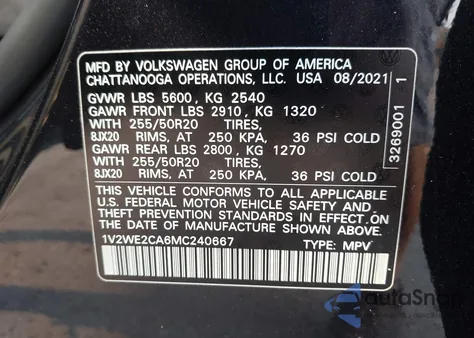 MFD BY VOLKSWAGEN GROUP OF AMERICA
CHATTANOOGA OPERATIONS, LLC. USA 08/2021
GVWR LBS 5600, KG 2540
GAWR FRONT LBS 2910, KG 1320
WITH 255/50R20 TIRES,
8JX20 RIMS, AT 250 KPA, 36 PSI COLD
GAWR REAR LBS 2800, KG 1270
WITH 255/50R20 TIRES,
8JX20 RIMS, AT 250 KPA, 36 PSI COLD
THIS VEHICLE CONFORMS TO ALL APPLICABLE
U.S. FEDERAL MOTOR VEHICLE SAFETY AND
THEFT PREVENTION STANDARDS IN EFFECT ON
THE DATE OF MANUFACTURE SHOWN ABOVE.
1V2WE2CA6MC240667 TYPE: MPV
3269001 1
autoSnap